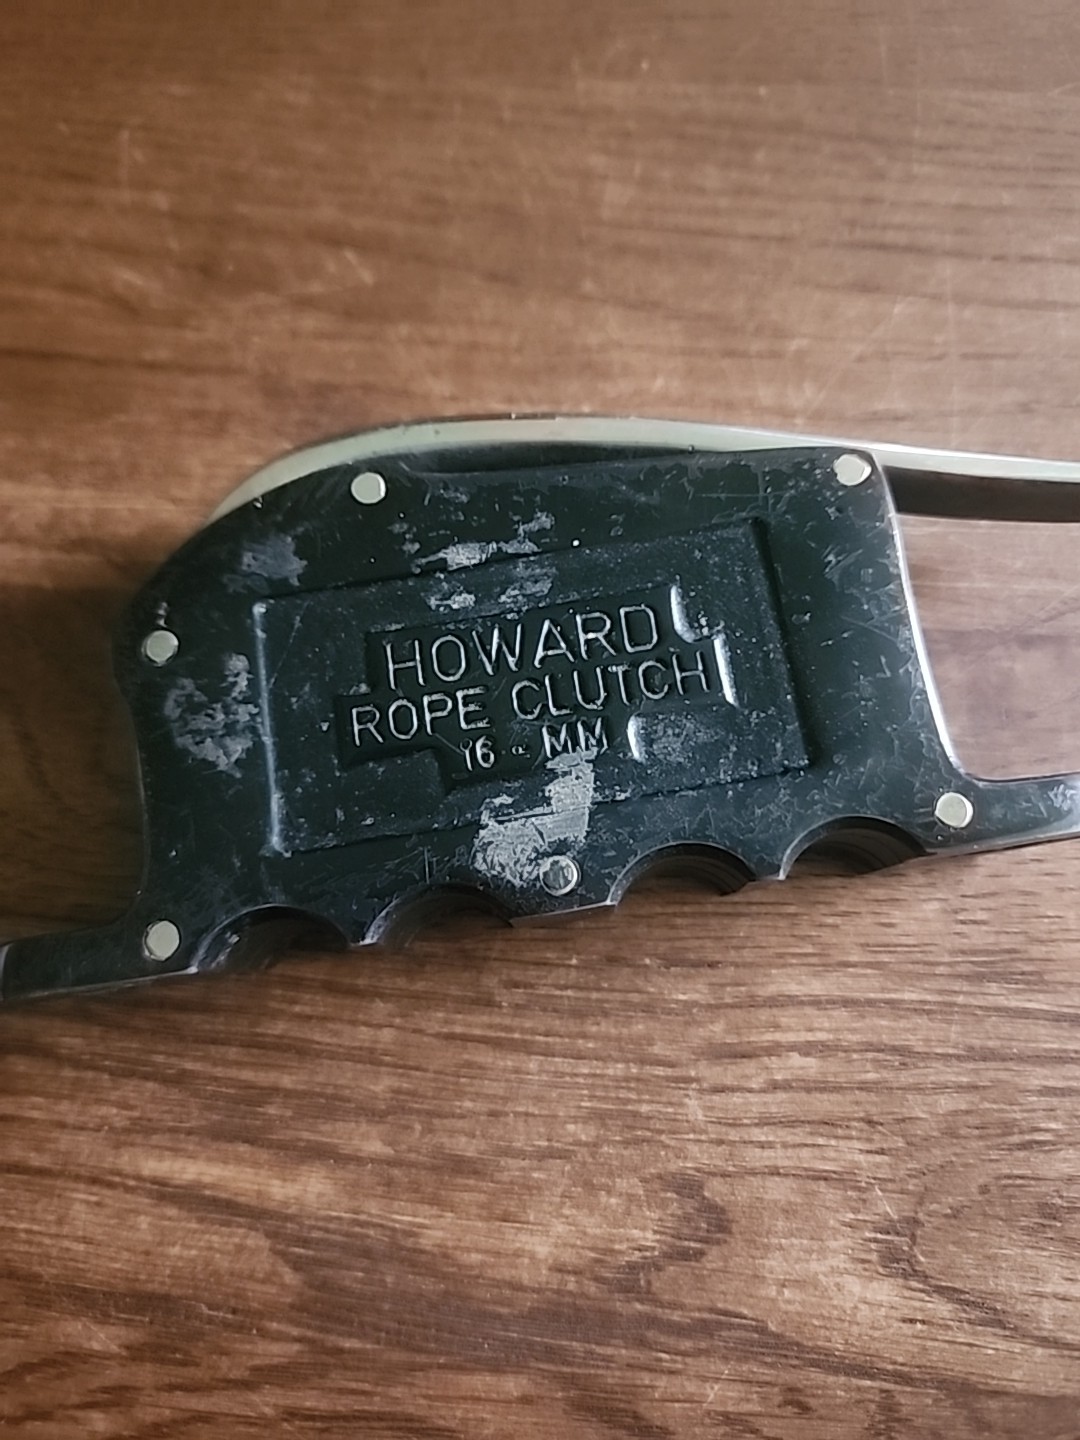 HOWARD
ROPE CLUTCH
16 - MM